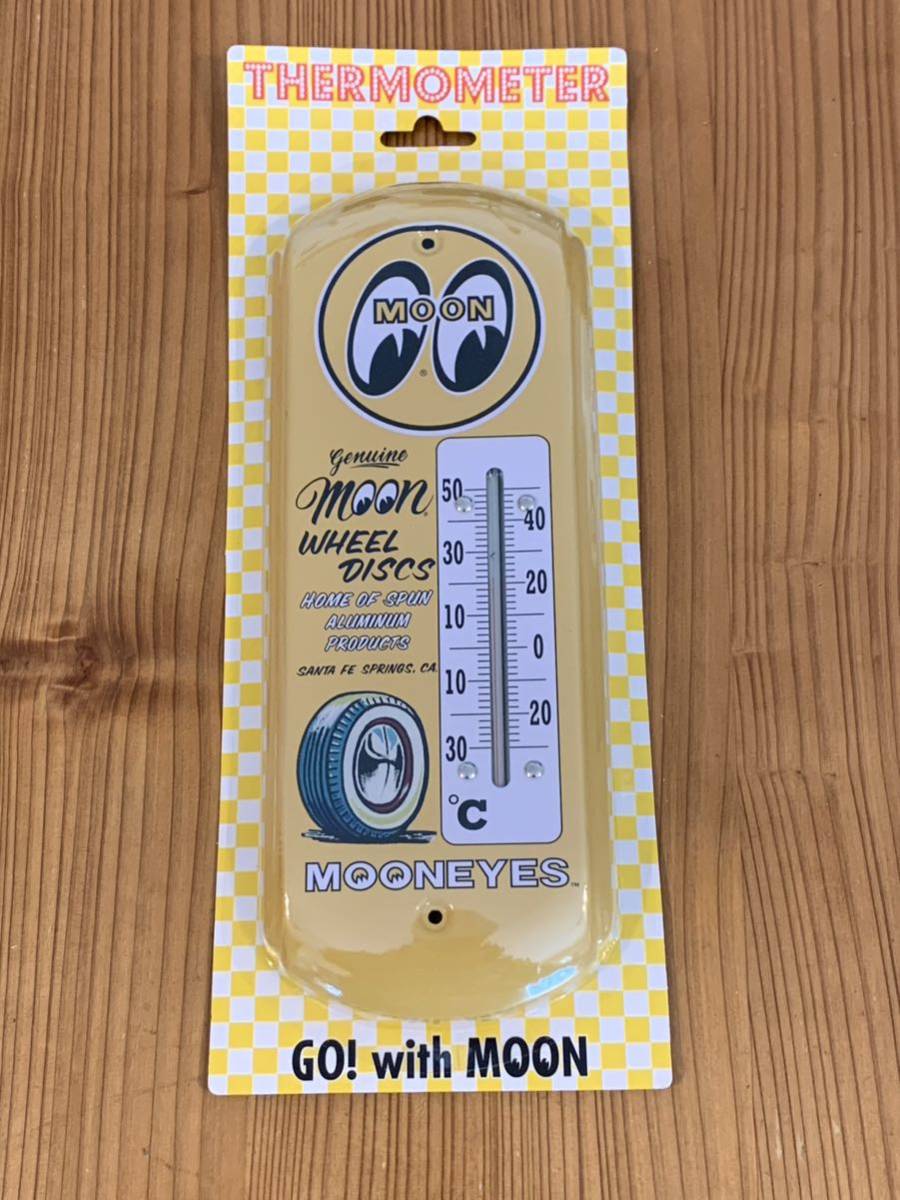 THERMOMETER
MOON
®
Genuine
Moon®
WHEEL
DISCS
HOME OF SPUN
ALUMINUM
PRODUCTS
SANTA FE SPRINGS, CA.
50
40
30
20
10
0
10
20
30
°C
MOONEYES™
GO! with MOON